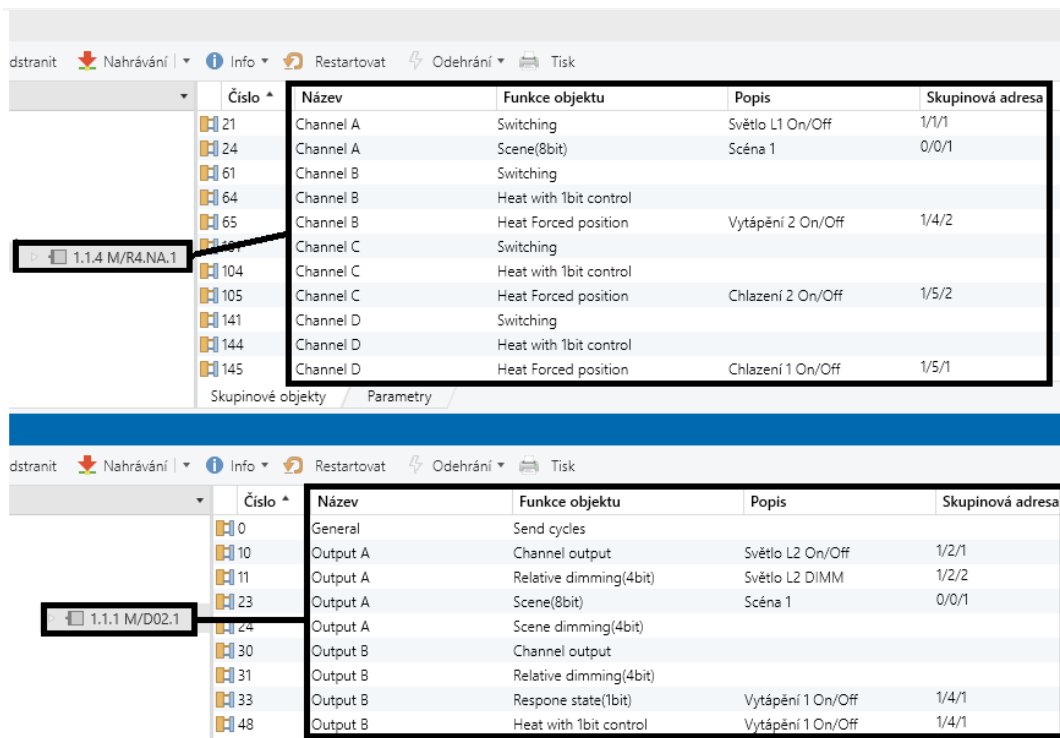 dstranit Nahrávání Info Restartovat Odehrání Tisk
Číslo Název Funkce objektu Popis Skupinová adresa
21 Channel A Switching Světlo L1 On/Off 1/1/1
24 Channel A Scene(8bit) Scéna 1 0/0/1
61 Channel B Switching
64 Channel B Heat with 1bit control
65 Channel B Heat Forced position Vytápění 2 On/Off 1/4/2
Channel C Switching
1.1.4 M/R4.NA.1
104 Channel C Heat with 1bit control
105 Channel C Heat Forced position Chlazení 2 On/Off 1/5/2
141 Channel D Switching
144 Channel D Heat with 1bit control
145 Channel D Heat Forced position Chlazení 1 On/Off 1/5/1
Skupinové objekty / Parametry /
dstranit Nahrávání Info Restartovat Odehrání Tisk
Číslo Název Funkce objektu Popis Skupinová adresa
0 General Send cycles
10 Output A Channel output Světlo L2 On/Off 1/2/1
11 Output A Relative dimming(4bit) Světlo L2 DIMM 1/2/2
23 Output A Scene(8bit) Scéna 1 0/0/1
1.1.1 M/D02.1
24 Output A Scene dimming(4bit)
30 Output B Channel output
31 Output B Relative dimming(4bit)
33 Output B Respone state(1bit) Vytápění 1 On/Off 1/4/1
48 Output B Heat with 1bit control Vytápění 1 On/Off 1/4/1